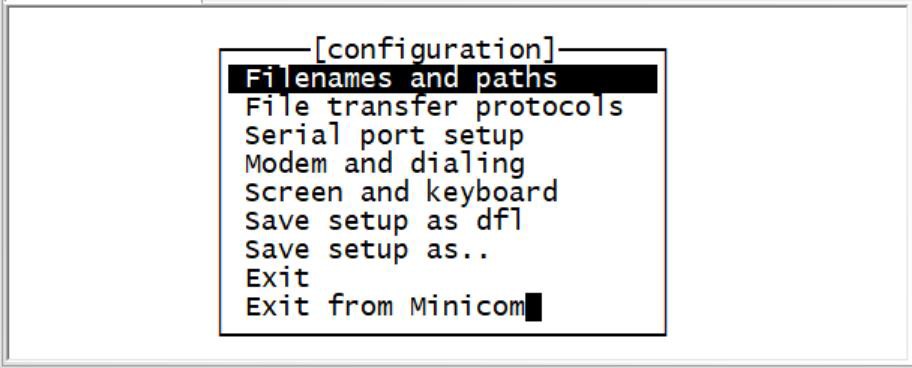 [configuration]
Filenames and paths
File transfer protocols
Serial port setup
Modem and dialing
Screen and keyboard
Save setup as dfl
Save setup as..
Exit
Exit from Minicom